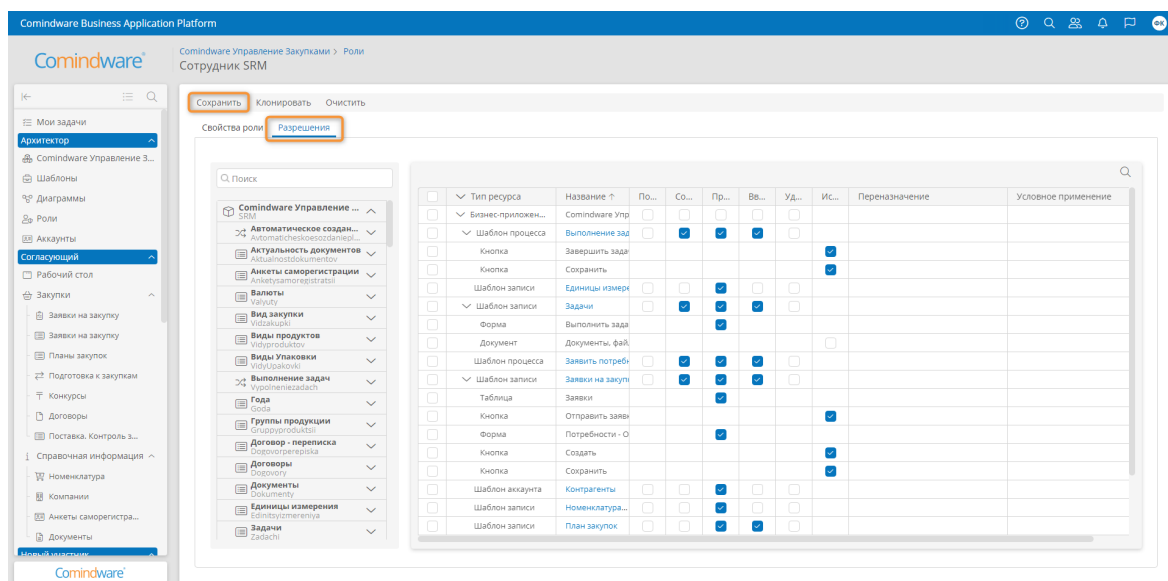 Comindware Business Application Platform
ФК
Comindware
Comindware Управление Закупками > Роли
Сотрудник SRM
Сохранить Клонировать Очистить
Свойства роли Разрешения
Мои задачи
Архитектор
Comindware Управление З...
Шаблоны
Диаграммы
Роли
Аккаунты
Согласующий
Рабочий стол
Закупки
Заявки на закупку
Заявки на закупку
Планы закупок
Подготовка к закупкам
Конкурсы
Договоры
Поставка. Контроль з...
Справочная информация
Номенклатура
Компании
Анкеты саморегистра...
Документы
Новый участник
Comindware
Поиск
Comindware Управление ...
SRM
Автоматическое создан...
Avtomaticheskoesozdaniepl...
Актуальность документов
Aktualnostdokumentov
Анкеты саморегистрации
Anketysamoregistratsii
Валюты
Valyuty
Вид закупки
Vidzakupki
Виды продуктов
Vidyproduktov
Виды Упаковки
VidyUpakovki
Выполнение задач
Vypolneniezadach
Года
Goda
Группы продукции
Gruppyproduktsii
Договор - переписка
Dogovorperepiska
Договоры
Dogovory
Документы
Dokumenty
Единицы измерения
Edinitsyizmereniya
Задачи
Zadachi
Тип ресурса Название ↑ По... Со... Пр... Вв... Уд... Ис... Переназначение Условное применение
Бизнес-приложен... Comindware Упр
Шаблон процесса Выполнение зад
Кнопка Завершить зада
Кнопка Сохранить
Шаблон записи Единицы измере
Шаблон записи Задачи
Форма Выполнить зада
Документ Документы, фай
Шаблон процесса Заявить потребн
Шаблон записи Заявки на закуп
Таблица Заявки
Кнопка Отправить заяв
Форма Потребности - О
Кнопка Создать
Кнопка Сохранить
Шаблон аккаунта Контрагенты
Шаблон записи Номенклатура...
Шаблон записи План закупок